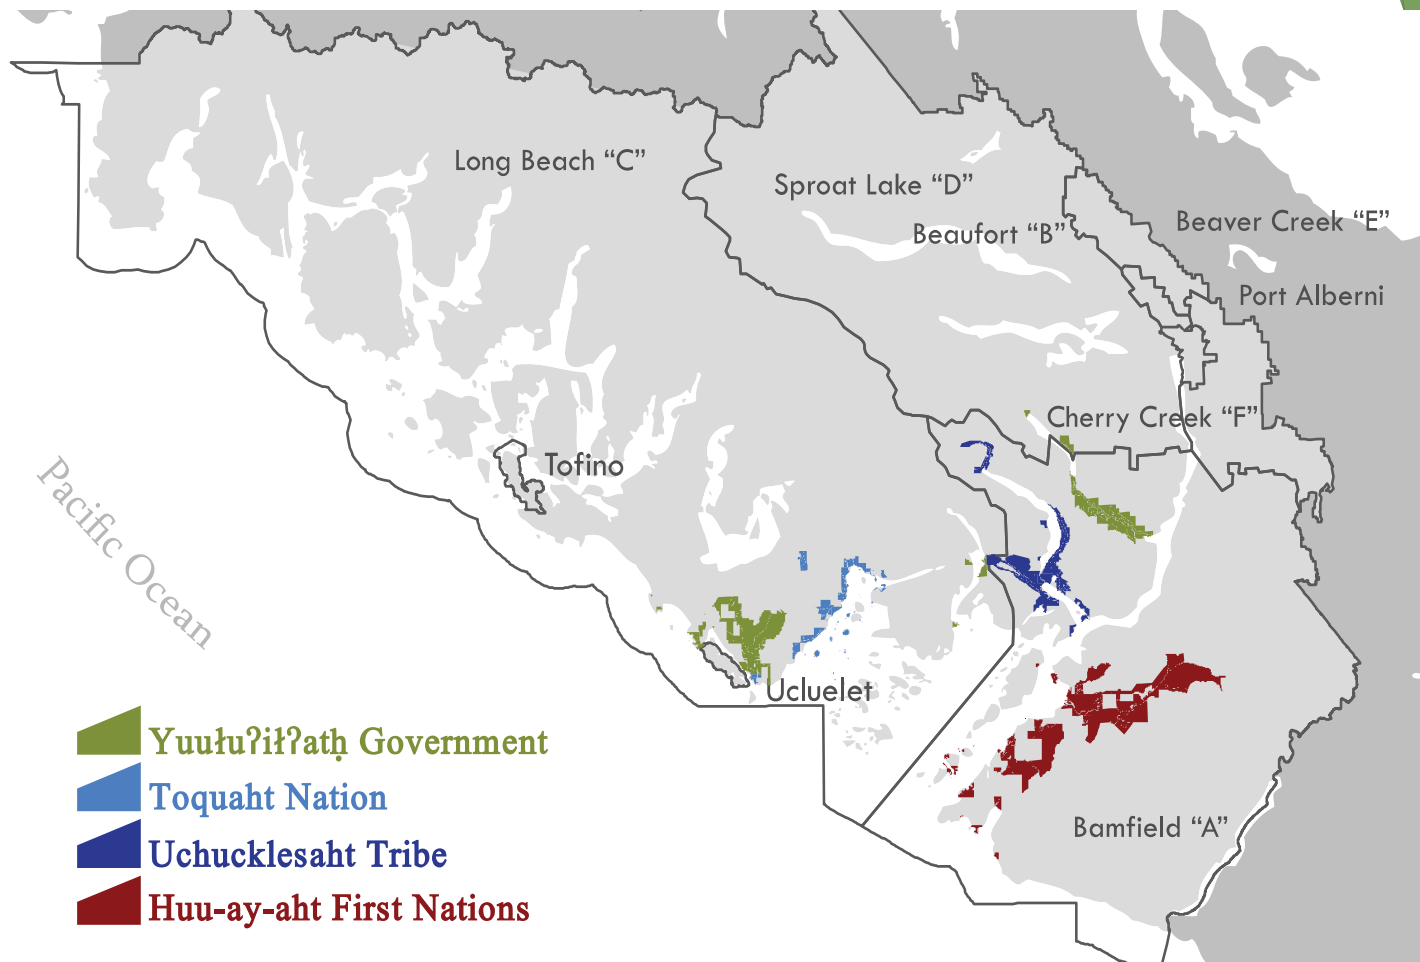 Long Beach “C”
Sproat Lake “D”
Beaufort “B”
Beaver Creek “E”
Port Alberni
Cherry Creek “F”
Tofino
Pacific Ocean
Ucluelet
Bamfield “A”
Yuułuʔiłʔatḥ Government
Toquaht Nation
Uchucklesaht Tribe
Huu-ay-aht First Nations